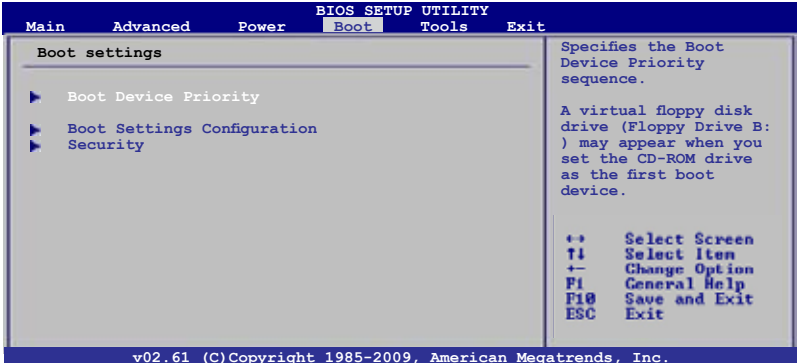 BIOS SETUP UTILITY
Main Advanced Power Boot Tools Exit
Boot settings
Boot Device Priority
Boot Settings Configuration
Security
Specifies the Boot
Device Priority
sequence.
A virtual floppy disk
drive (Floppy Drive B:
) may appear when you
set the CD-ROM drive
as the first boot
device.
↔ Select Screen
↑↓ Select Item
+- Change Option
F1 General Help
F10 Save and Exit
ESC Exit
v02.61 (C)Copyright 1985-2009, American Megatrends, Inc.